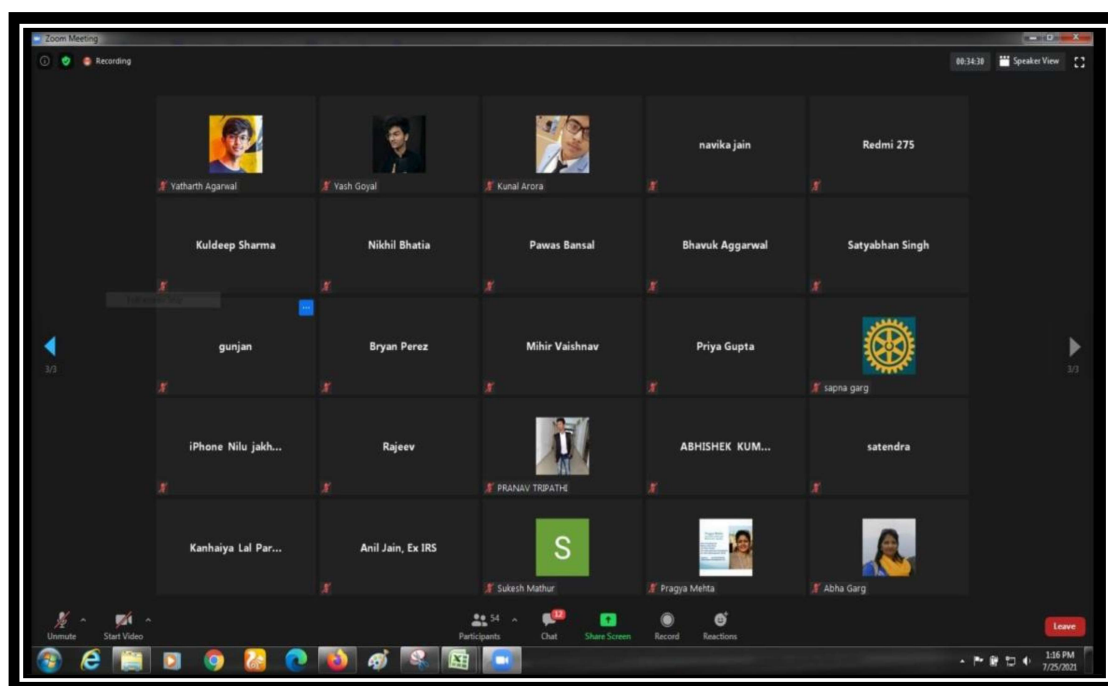 Zoom Meeting
Recording
00:34:30 Speaker View
Yatharth Agarwal Yash Goyal Kunal Arora navika jain Redmi 275
Kuldeep Sharma Nikhil Bhatia Pawas Bansal Bhavuk Aggarwal Satyabhan Singh
gunjan Bryan Perez Mihir Vaishnav Priya Gupta sapna garg
3/3 3/3
iPhone Nilu jakh... Rajeev PRANAV TRIPATHI ABHISHEK KUM... satendra
Kanhaiya Lal Par... Anil Jain, Ex IRS S Sukesh Mathur Pragya Mehta Abha Garg
54 12
Unmute Start Video Participants Chat Share Screen Record Reactions Leave
1:16 PM
7/25/2021